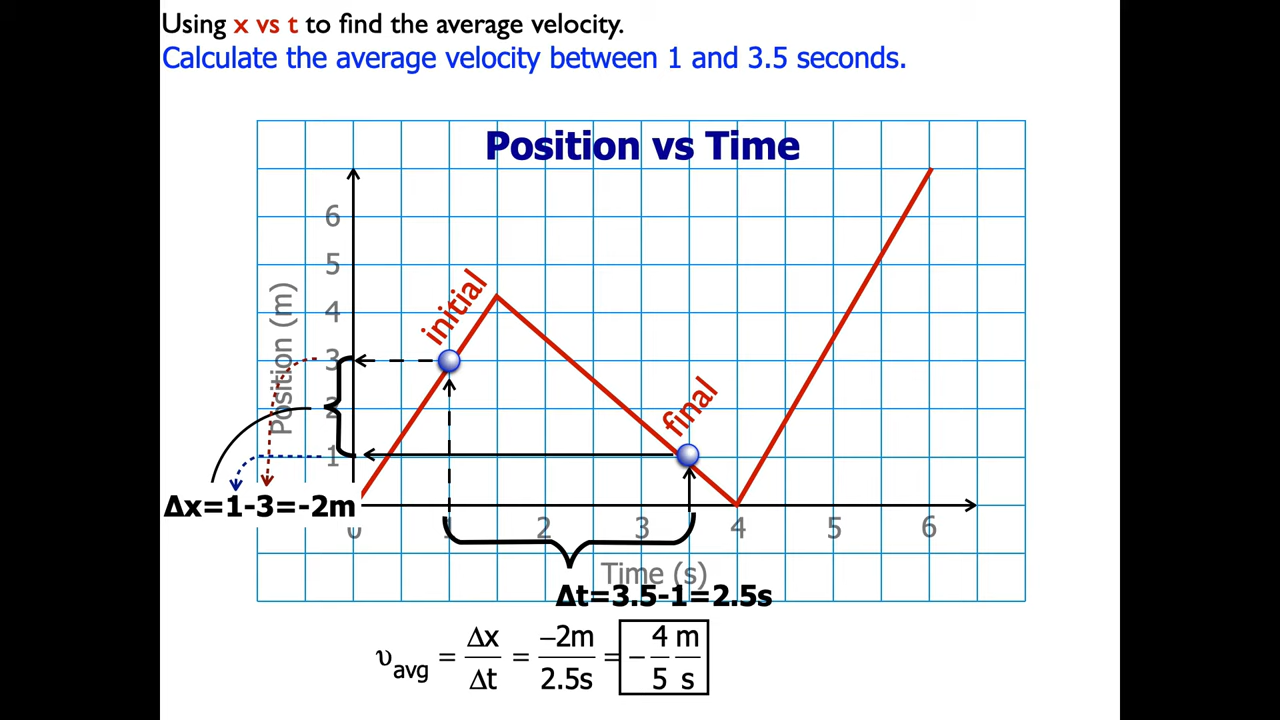 Using x vs t to find the average velocity.
Calculate the average velocity between 1 and 3.5 seconds.
Position vs Time
6
5
4
3
2
1
Position (m)
initial
final
Δx=1-3=-2m
0 1 2 3 4 5 6
Time (s)
Δt=3.5-1=2.5s
υavg = Δx/Δt = −2m/2.5s = −4/5 m/s